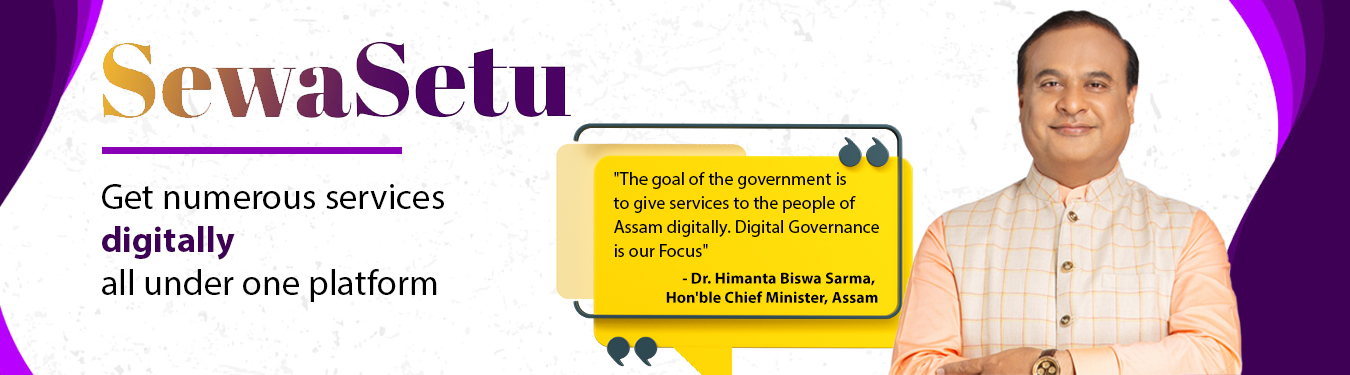 SewaSetu
Get numerous services
digitally
all under one platform
"The goal of the government is
to give services to the people of
Assam digitally. Digital Governance
is our Focus"
- Dr. Himanta Biswa Sarma,
Hon'ble Chief Minister, Assam